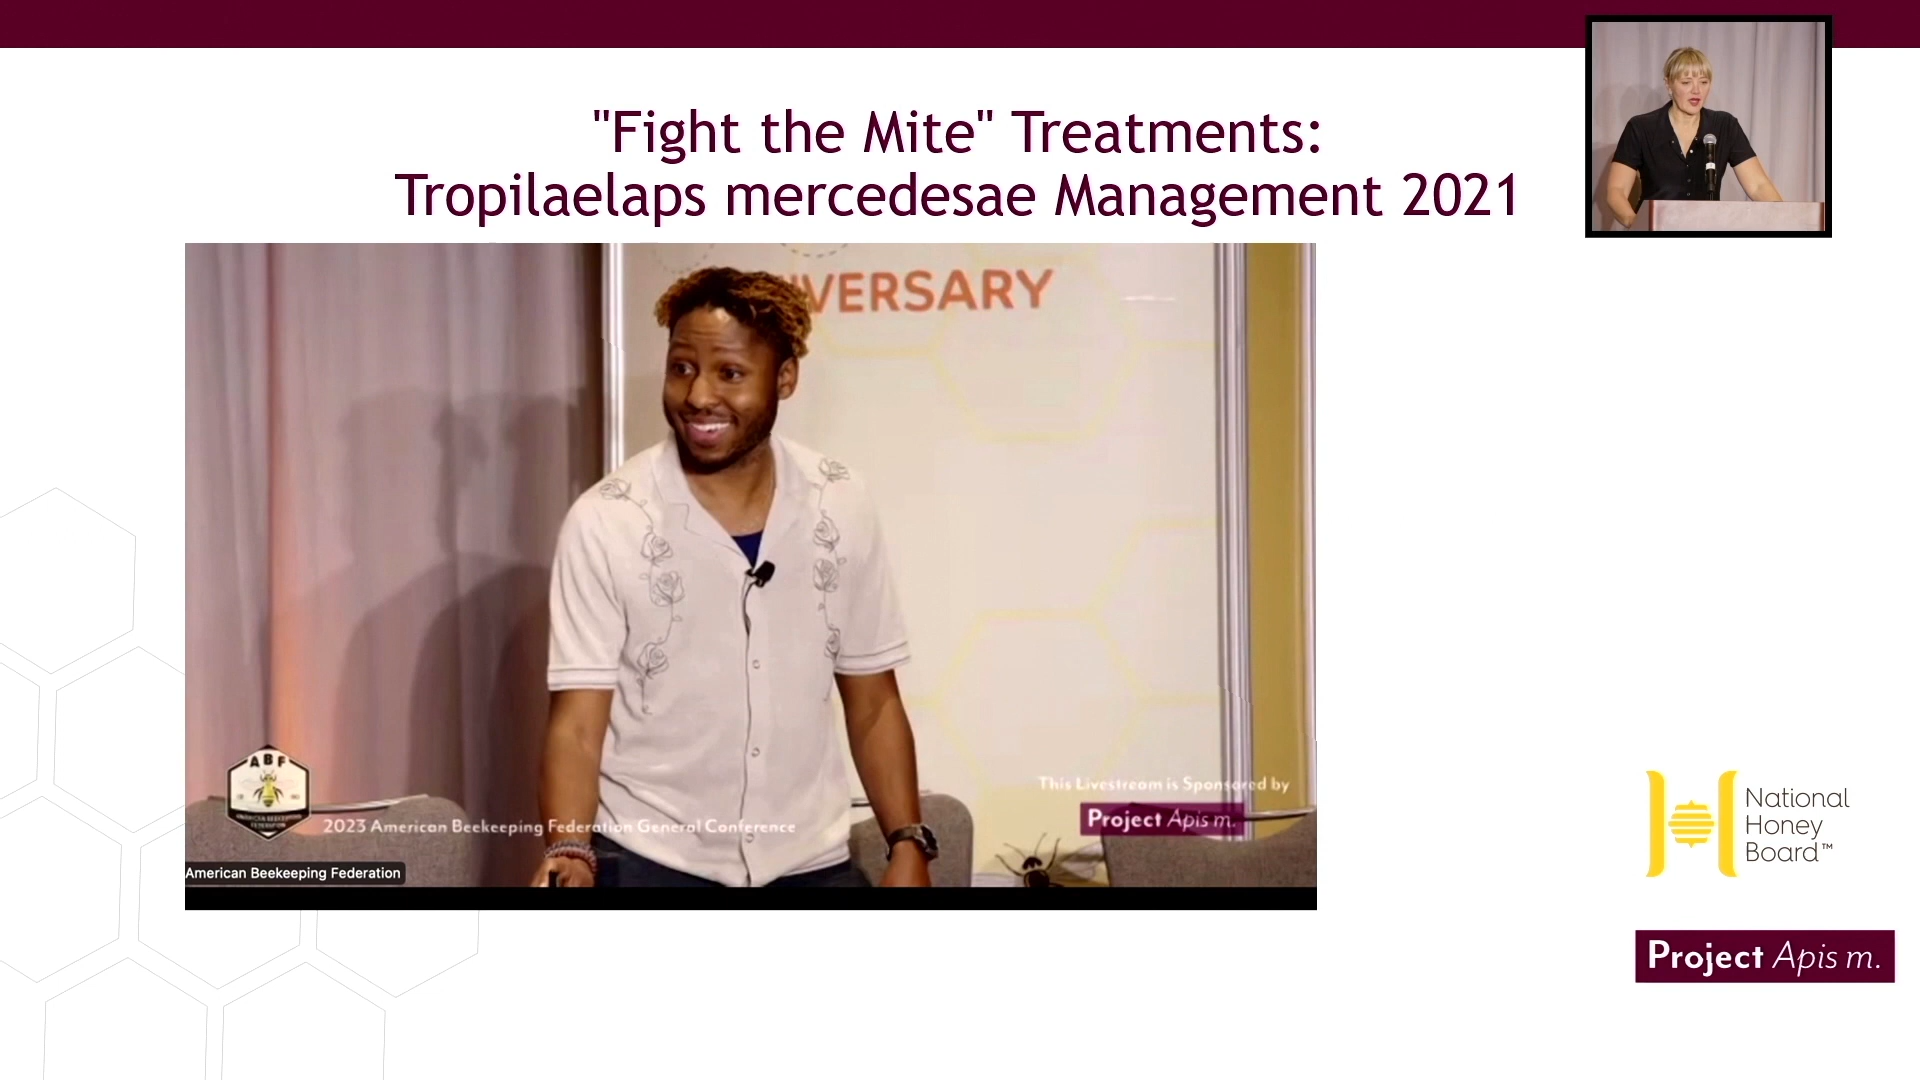 "Fight the Mite" Treatments:
Tropilaelaps mercedesae Management 2021
VERSARY
ABF
This Livestream is Sponsored by
Project Apis m.
2023 American Beekeeping Federation General Conference
American Beekeeping Federation
National
Honey
Board™
Project Apis m.